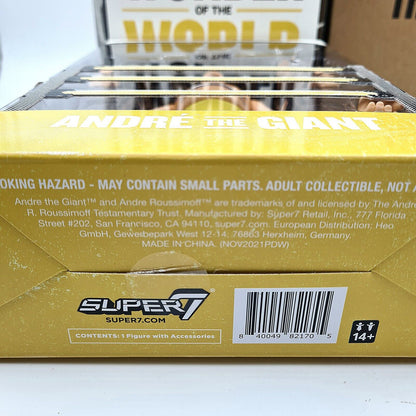 WONDER
OF THE
WORLD
ANDRÉ THE GIANT
OKING HAZARD - MAY CONTAIN SMALL PARTS. ADULT COLLECTIBLE, NOT A
Andre the Giant™ and Andre Roussimoff™ are trademarks of and licensed by The Andre
R. Roussimoff Testamentary Trust. Manufactured by: Super7 Retail, Inc., 777 Florida
Street #202, San Francisco, CA 94110, super7.com. European Distribution: Heo
GmbH, Gewerbepark West 12-14, 76863 Herxheim, Germany.
MADE IN CHINA. (NOV2021PDW)
SUPER7
SUPER7.COM
CONTENTS: 1 Figure with Accessories
8 40049 82170 5
14+